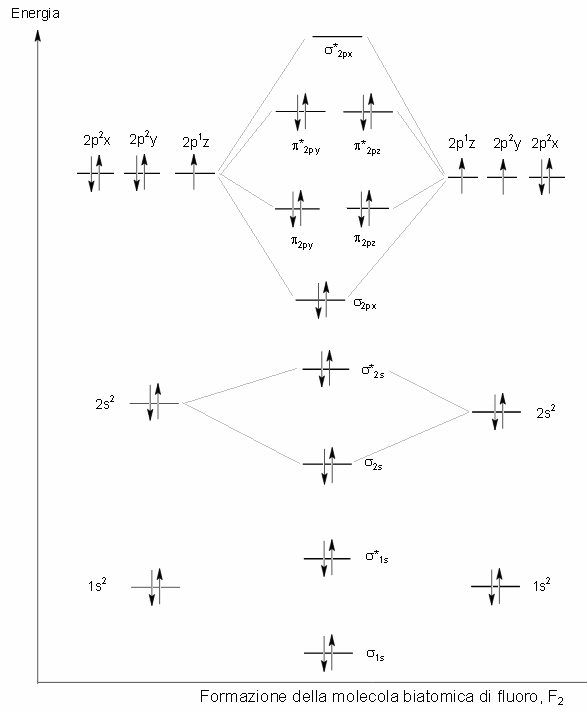 Energia
σ*2px
2p²x 2p²y 2p¹z
2p¹z 2p²y 2p²x
π*2py π*2pz
π2py π2pz
σ2px
σ*2s
2s²
2s²
σ2s
σ*1s
1s²
1s²
σ1s
Formazione della molecola biatomica di fluoro, F₂